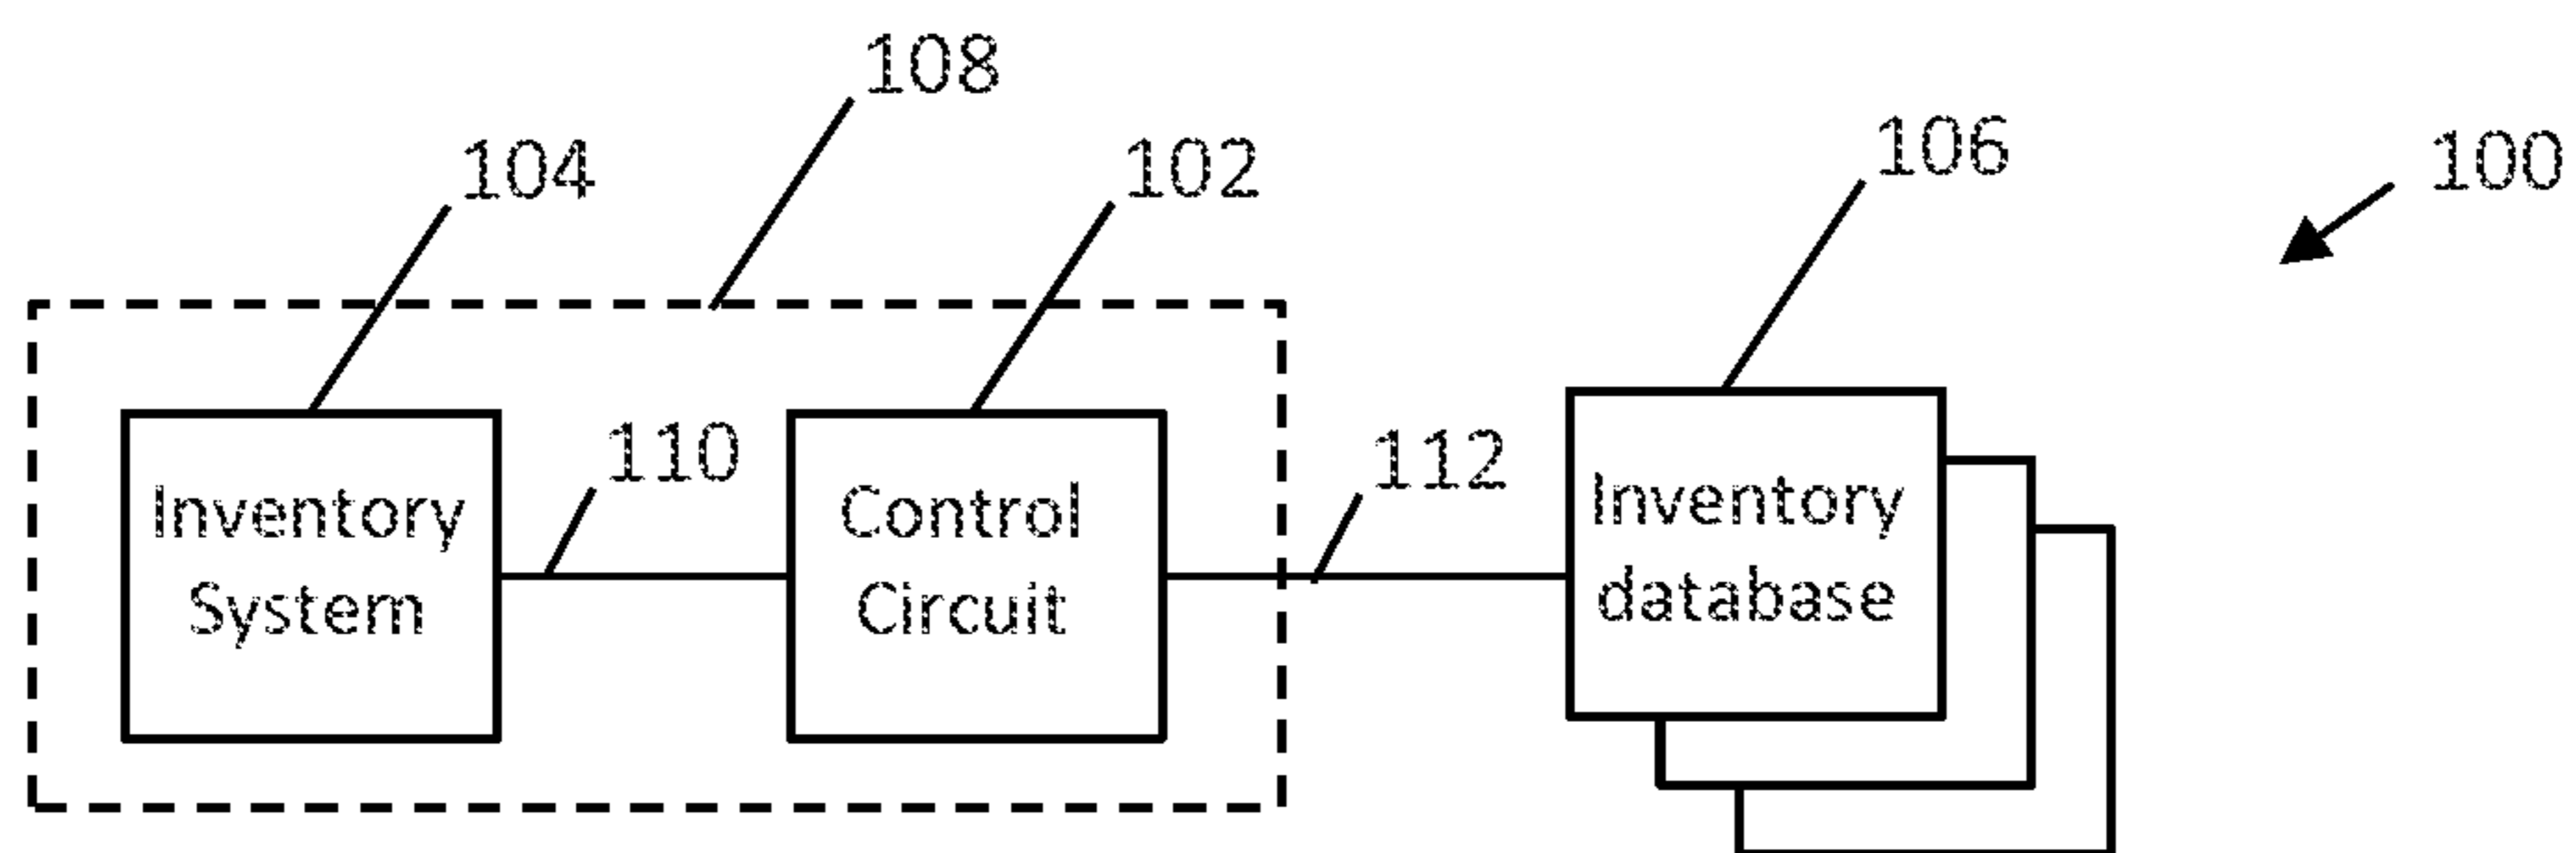 108
104
102
106
100
110
112
Inventory
System
Control
Circuit
Inventory
database